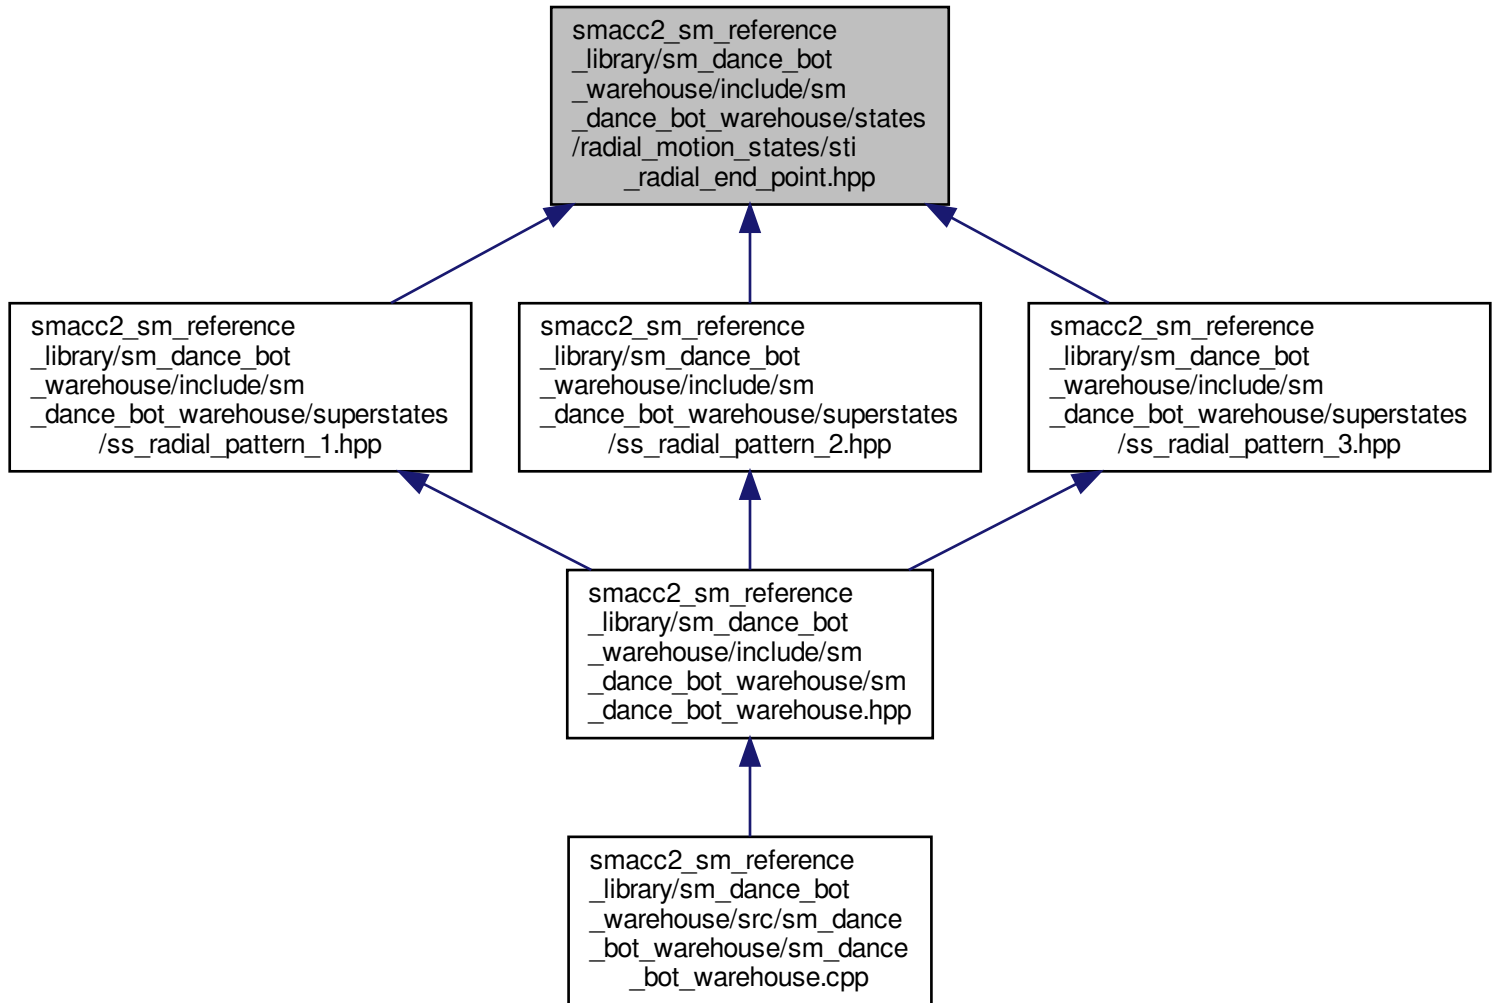 smacc2_sm_reference
_library/sm_dance_bot
_warehouse/include/sm
_dance_bot_warehouse/states
/radial_motion_states/sti
_radial_end_point.hpp
smacc2_sm_reference
_library/sm_dance_bot
_warehouse/include/sm
_dance_bot_warehouse/superstates
/ss_radial_pattern_1.hpp
smacc2_sm_reference
_library/sm_dance_bot
_warehouse/include/sm
_dance_bot_warehouse/superstates
/ss_radial_pattern_2.hpp
smacc2_sm_reference
_library/sm_dance_bot
_warehouse/include/sm
_dance_bot_warehouse/superstates
/ss_radial_pattern_3.hpp
smacc2_sm_reference
_library/sm_dance_bot
_warehouse/include/sm
_dance_bot_warehouse/sm
_dance_bot_warehouse.hpp
smacc2_sm_reference
_library/sm_dance_bot
_warehouse/src/sm_dance
_bot_warehouse/sm_dance
_bot_warehouse.cpp